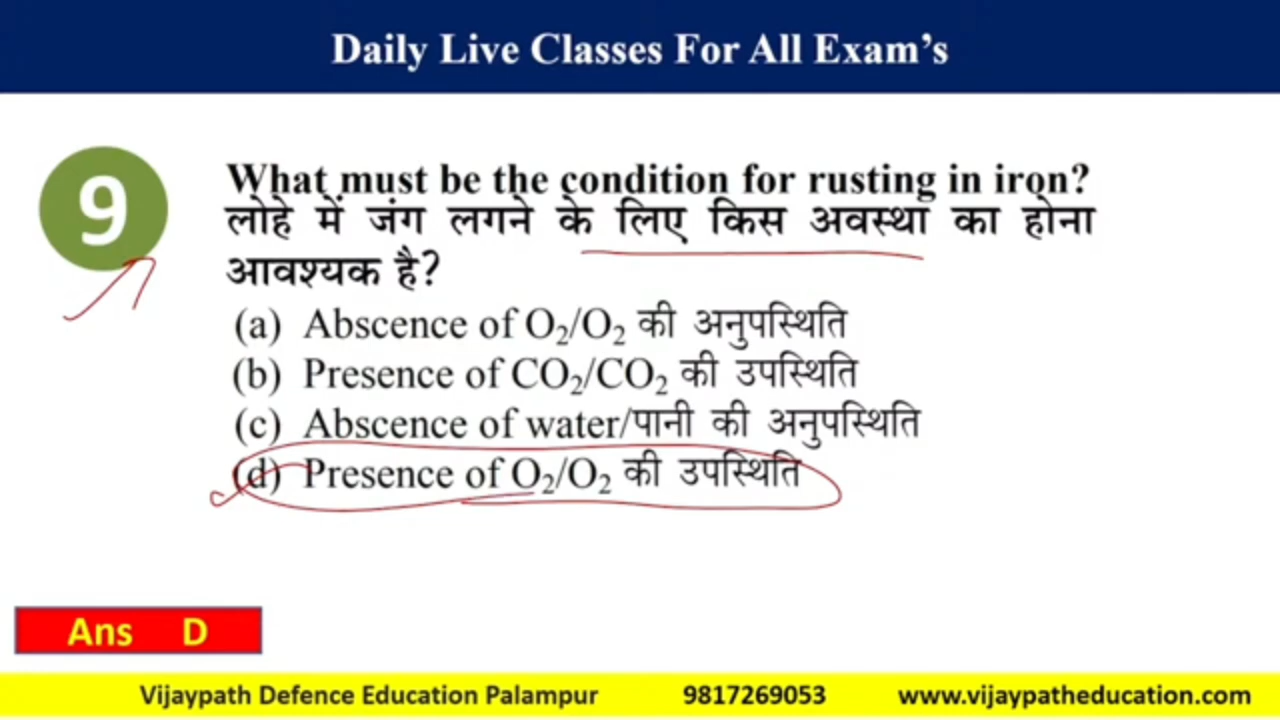 Daily Live Classes For All Exam's
9
What must be the condition for rusting in iron?
लोहे में जंग लगने के लिए किस अवस्था का होना
आवश्यक है?
(a) Abscence of O₂/O₂ की अनुपस्थिति
(b) Presence of CO₂/CO₂ की उपस्थिति
(c) Abscence of water/पानी की अनुपस्थिति
(d) Presence of O₂/O₂ की उपस्थिति
Ans D
Vijaypath Defence Education Palampur 9817269053 www.vijaypatheducation.com